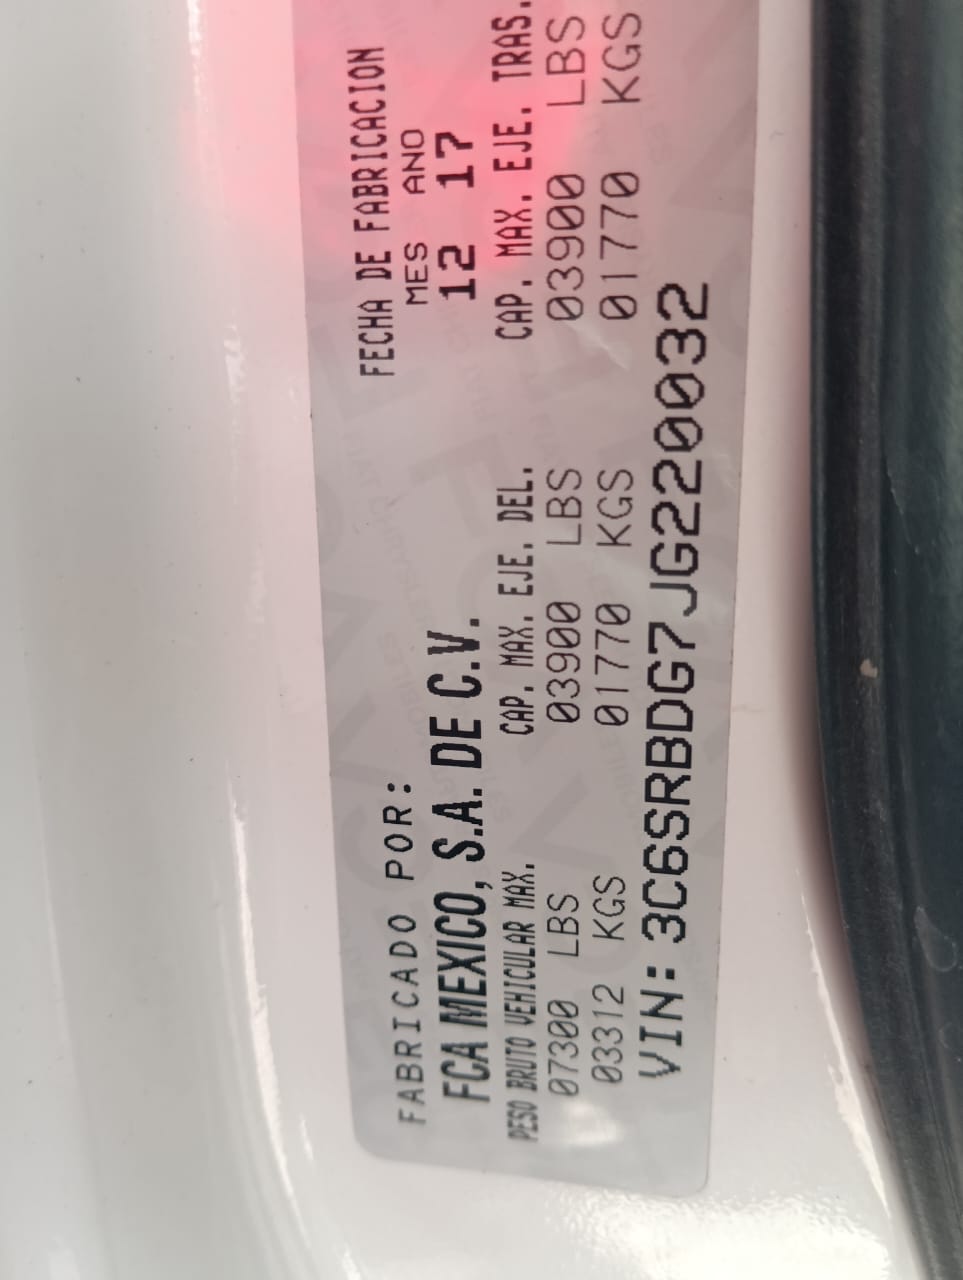 FABRICADO POR:
FECHA DE FABRICACION
MES ANO
FCA MEXICO, S.A. DE C.V.
12 17
PESO BRUTO VEHICULAR MAX.
CAP. MAX. EJE. DEL.
CAP. MAX. EJE. TRAS.
07300 LBS
03900 LBS
03900 LBS
03312 KGS
01770 KGS
01770 KGS
VIN: 3C6SRBDG7JG220032